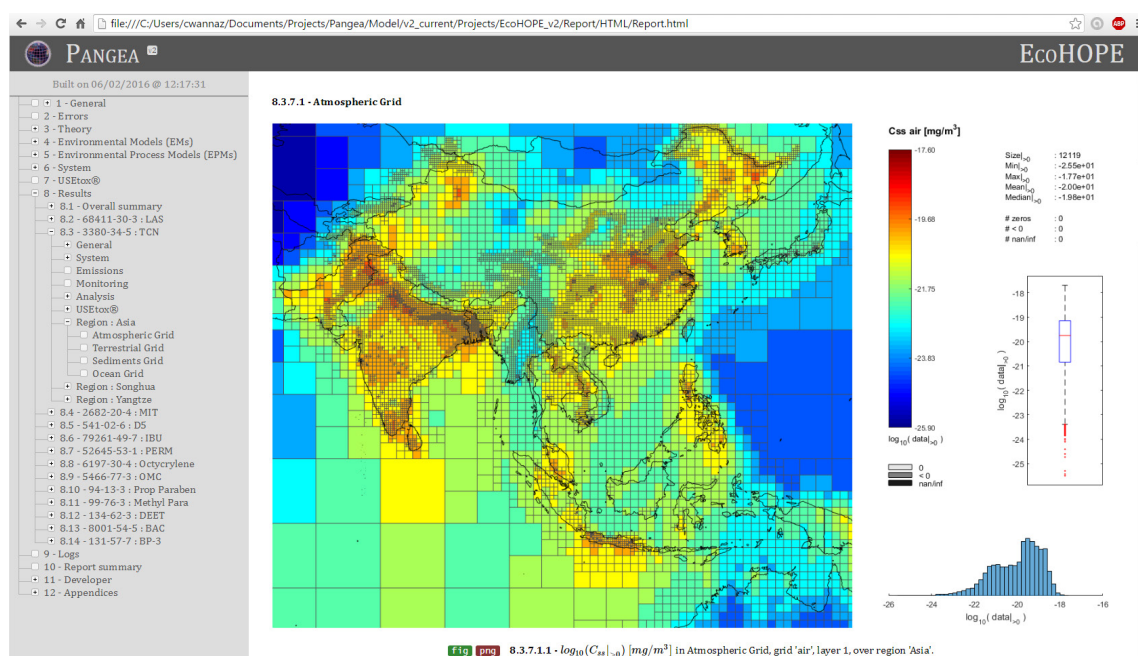 file:///C:/Users/cwannaz/Documents/Projects/Pangea/Model/v2_current/Projects/EcoHOPE_v2/Report/HTML/Report.html
ABP
PANGEA v2
ECOHOPE
Built on 06/02/2016 @ 12:17:31
1 - General
2 - Errors
3 - Theory
4 - Environmental Models (EMs)
5 - Environmental Process Models (EPMs)
6 - System
7 - USEtox®
8 - Results
8.1 - Overall summary
8.2 - 68411-30-3 : LAS
8.3 - 3380-34-5 : TCN
General
System
Emissions
Monitoring
Analysis
USEtox®
Region : Asia
Atmospheric Grid
Terrestrial Grid
Sediments Grid
Ocean Grid
Region : Songhua
Region : Yangtze
8.4 - 2682-20-4 : MIT
8.5 - 541-02-6 : D5
8.6 - 79261-49-7 : IBU
8.7 - 52645-53-1 : PERM
8.8 - 6197-30-4 : Octycrylene
8.9 - 5466-77-3 : OMC
8.10 - 94-13-3 : Prop Paraben
8.11 - 99-76-3 : Methyl Para
8.12 - 134-62-3 : DEET
8.13 - 8001-54-5 : BAC
8.14 - 131-57-7 : BP-3
9 - Logs
10 - Report summary
11 - Developer
12 - Appendices
8.3.7.1 - Atmospheric Grid
Css air [mg/m³]
-17.60
-19.68
-21.75
-23.83
-25.90
log₁₀( data|>0 )
0
< 0
nan/inf
Size|>0 : 12119
Min|>0 : -2.55e+01
Max|>0 : -1.77e+01
Mean|>0 : -2.00e+01
Median|>0 : -1.98e+01
# zeros : 0
# < 0 : 0
# nan/inf : 0
-18
-19
-20
-21
-22
-23
-24
-25
log₁₀( data|>0 )
-26 -24 -22 -20 -18 -16
log₁₀( data|>0 )
fig png 8.3.7.1.1 - log₁₀(Css|>0) [mg/m³] in Atmospheric Grid, grid 'air', layer 1, over region 'Asia'.